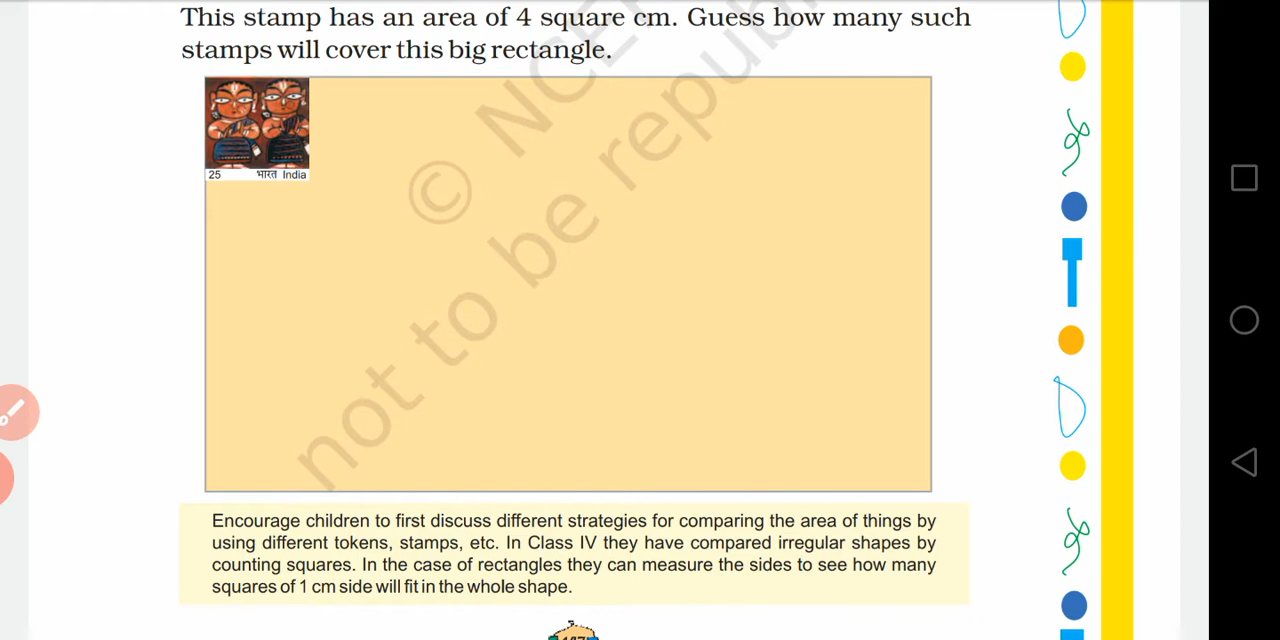 This stamp has an area of 4 square cm. Guess how many such
stamps will cover this big rectangle.
25 भारत India
© NCE
not to be republ
Encourage children to first discuss different strategies for comparing the area of things by
using different tokens, stamps, etc. In Class IV they have compared irregular shapes by
counting squares. In the case of rectangles they can measure the sides to see how many
squares of 1 cm side will fit in the whole shape.